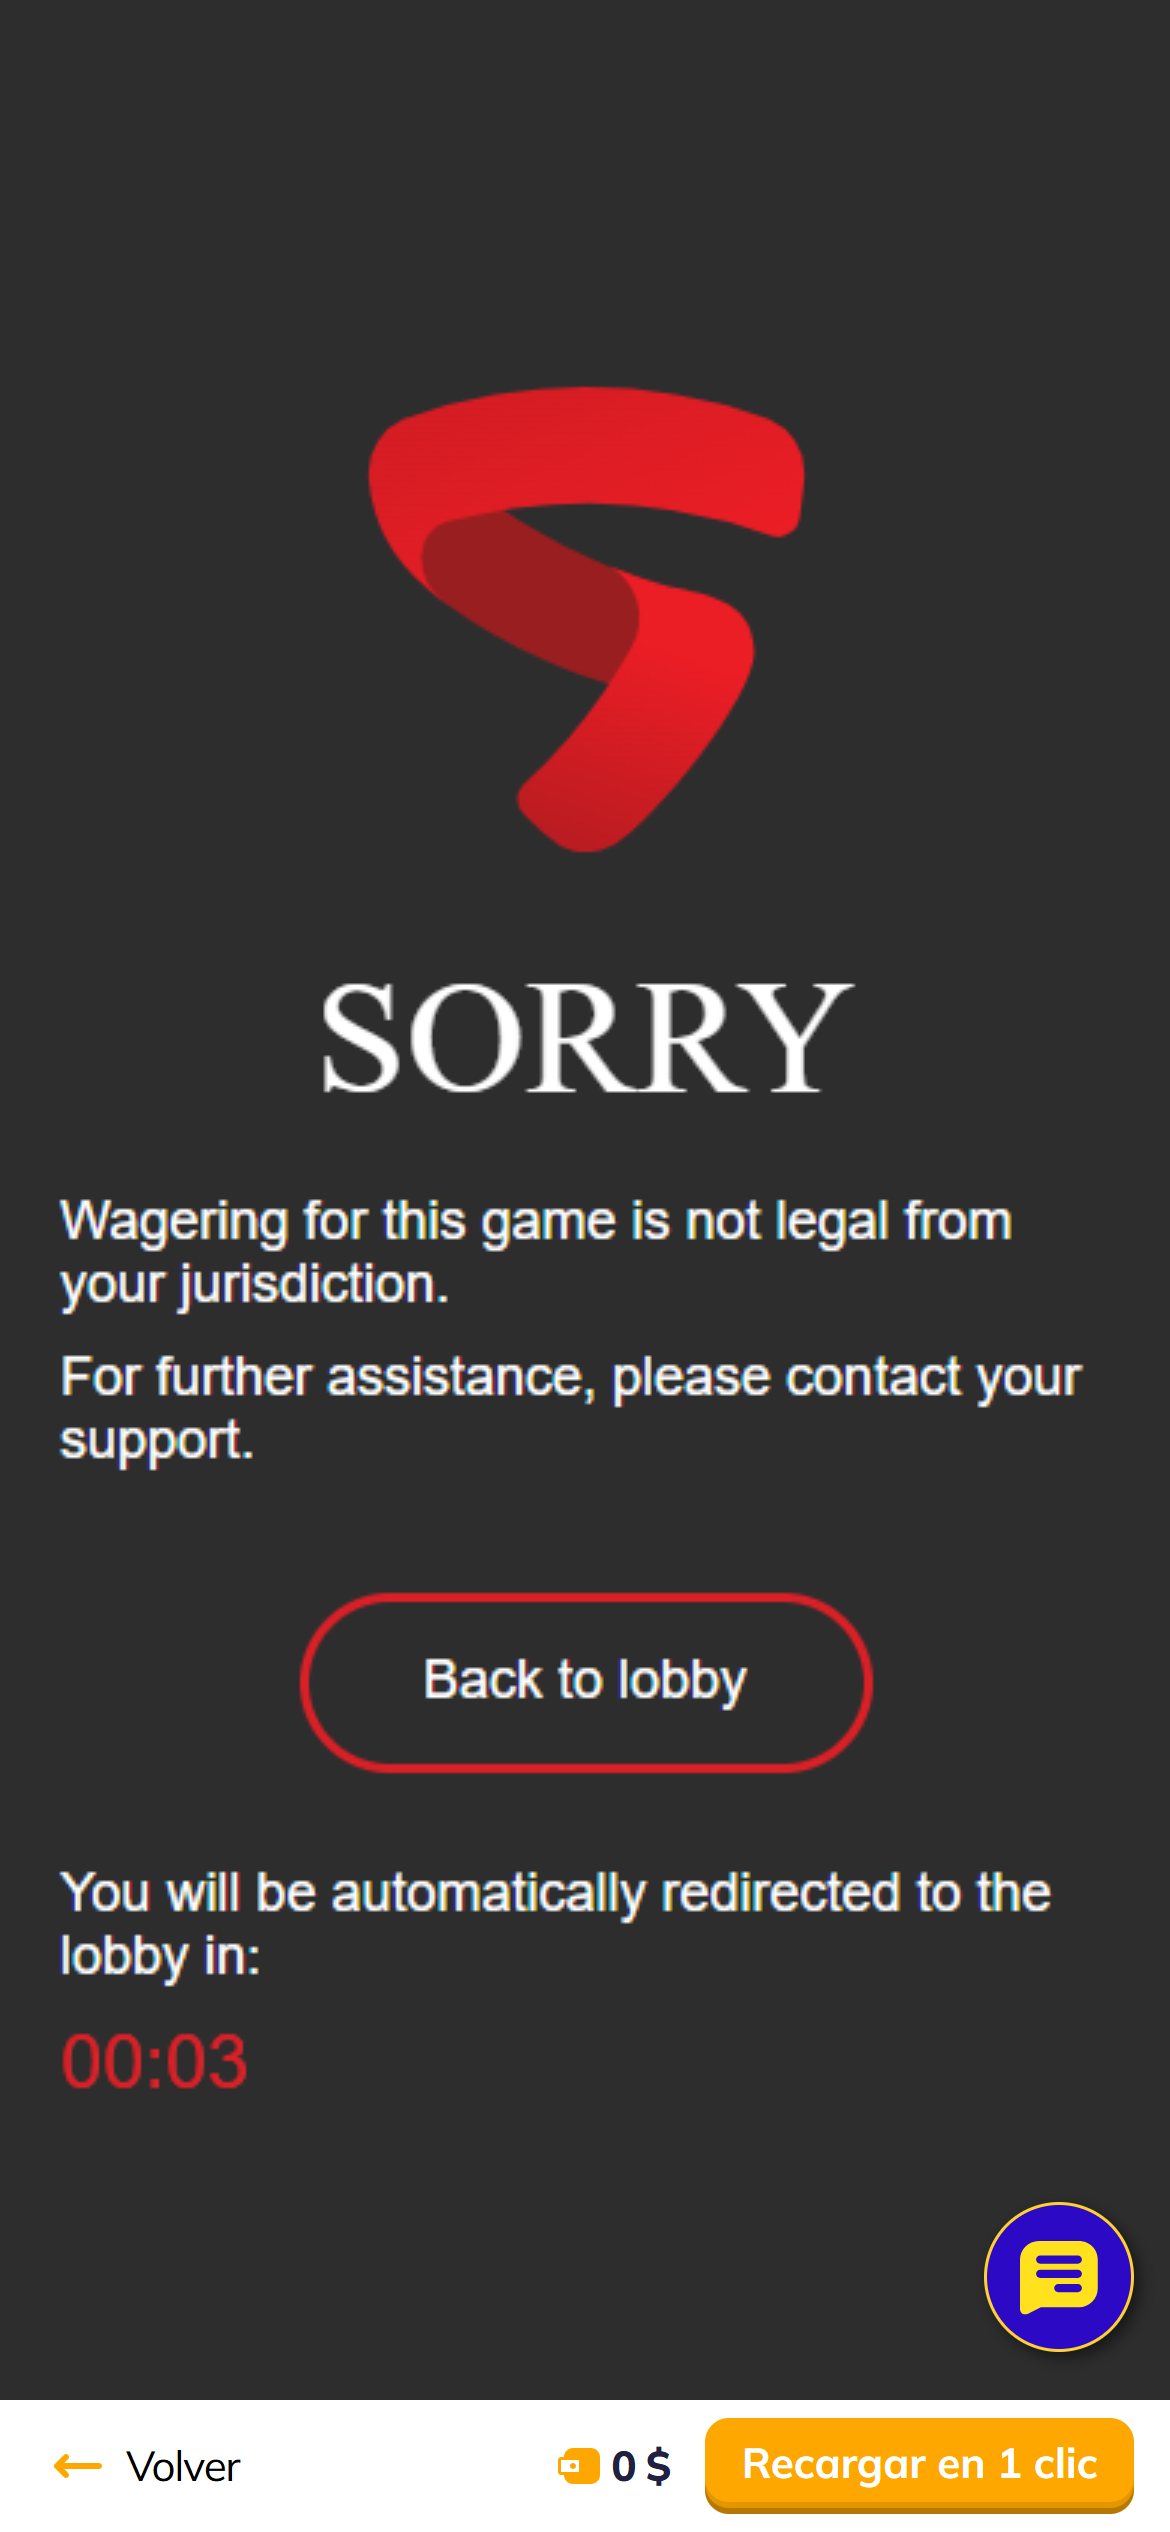 SORRY
Wagering for this game is not legal from
your jurisdiction.
For further assistance, please contact your
support.
Back to lobby
You will be automatically redirected to the
lobby in:
00:03
Volver
0 $
Recargar en 1 clic